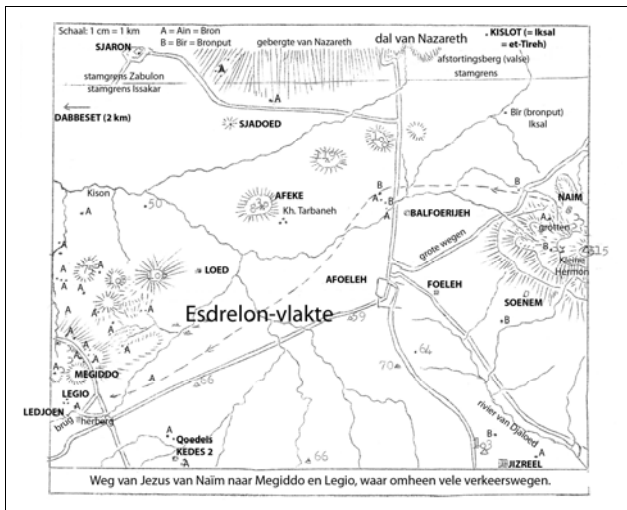 Schaal: 1 cm = 1 km
A = Ain = Bron
B = Bir = Bronput
SJARON
gebergte van Nazareth
dal van Nazareth
KISLOT (= Iksal
= et-Tireh)
afstortingsberg (valse)
stamgrens
stamgrens Zabulon
stamgrens Issakar
A
A
DABBESET (2 km)
SJADOED
Bîr (bronput)
Iksal
Kison
A
50
AFEKE
Kh. Tarbaneh
B
A
B
BALFOERIJEH
NAIM
A
grotten
B
Kleine
Hermon
515
grote wegen
A
A
A
A
A
A
A
LOED
AFOELEH
FOELEH
SOENEM
B
Esdrelon-vlakte
59
64
70
A
A
A
MEGIDDO
A
66
LEGIO
LEDJOEN
brug
herberg
A
Qoedels
KEDES 2
A
66
rivier van Djaloed
B
JIZREEL
A
Weg van Jezus van Naïm naar Megiddo en Legio, waar omheen vele verkeerswegen.